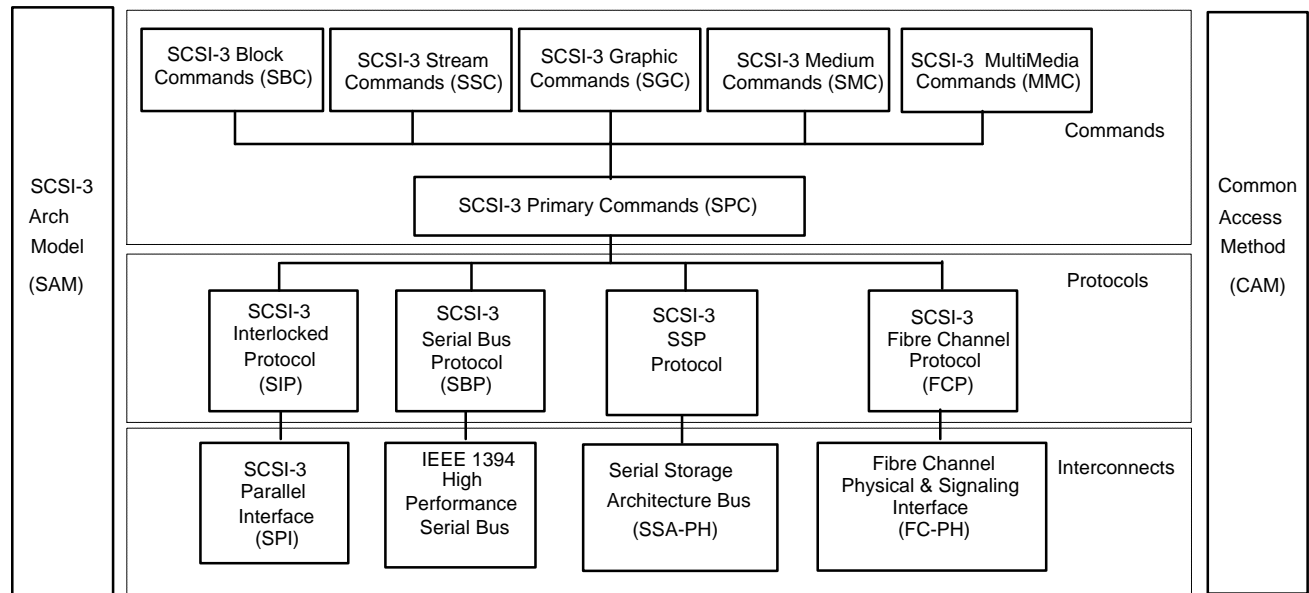 SCSI-3
Arch
Model
(SAM)
SCSI-3 Block
Commands (SBC)
SCSI-3 Stream
Commands (SSC)
SCSI-3 Graphic
Commands (SGC)
SCSI-3 Medium
Commands (SMC)
SCSI-3 MultiMedia
Commands (MMC)
Commands
SCSI-3 Primary Commands (SPC)
Protocols
SCSI-3
Interlocked
Protocol
(SIP)
SCSI-3
Serial Bus
Protocol
(SBP)
SCSI-3
SSP
Protocol
SCSI-3
Fibre Channel
Protocol
(FCP)
Interconnects
SCSI-3
Parallel
Interface
(SPI)
IEEE 1394
High
Performance
Serial Bus
Serial Storage
Architecture Bus
(SSA-PH)
Fibre Channel
Physical & Signaling
Interface
(FC-PH)
Common
Access
Method
(CAM)